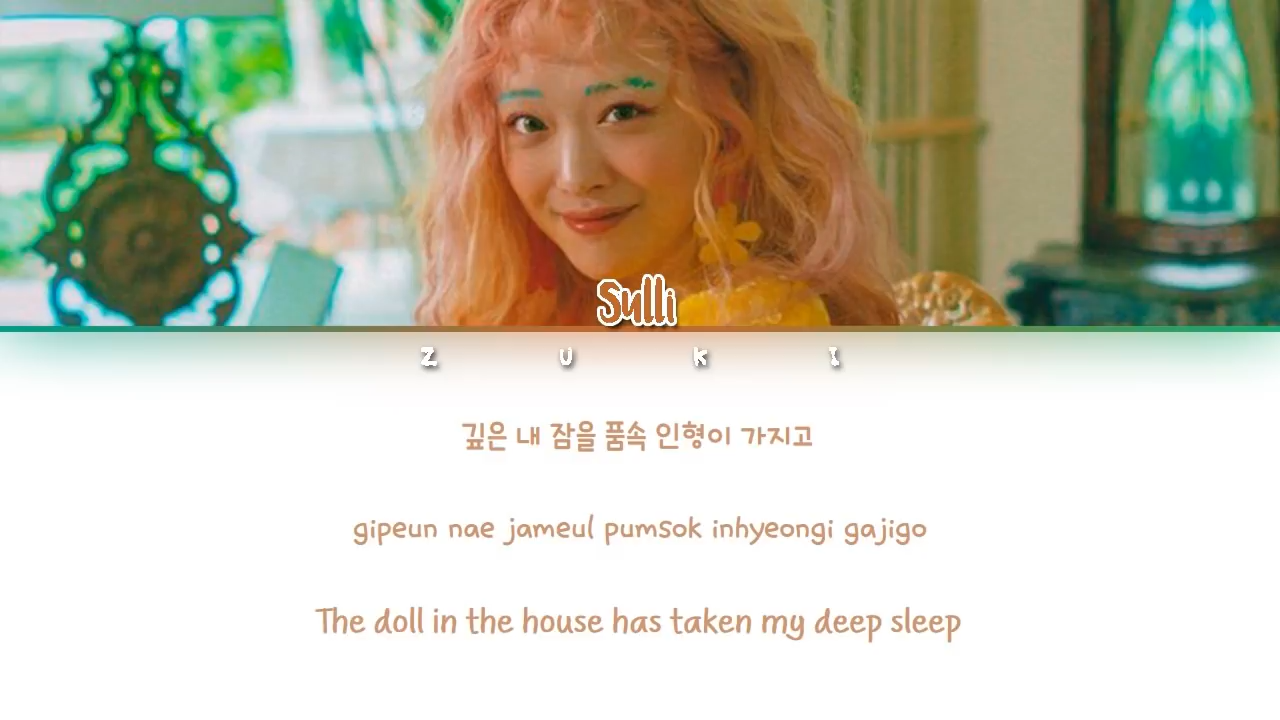 Sulli
Z U K I
깊은 내 잠을 품속 인형이 가지고
gipeun nae jameul pumsok inhyeongi gajigo
The doll in the house has taken my deep sleep